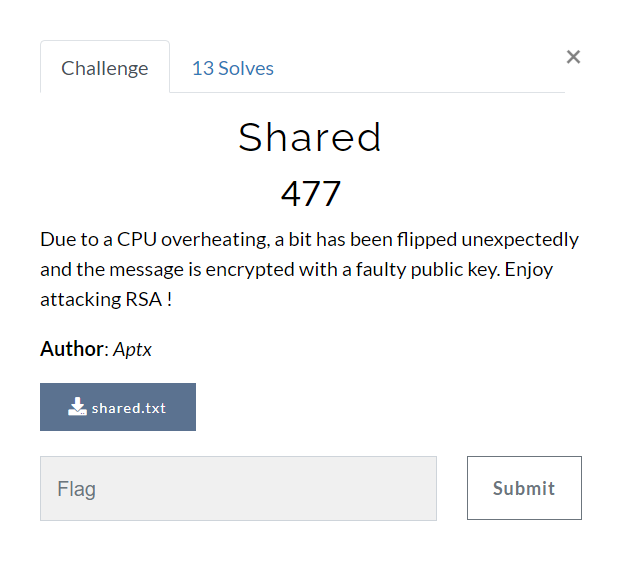 Challenge
13 Solves
×
Shared
477
Due to a CPU overheating, a bit has been flipped unexpectedly
and the message is encrypted with a faulty public key. Enjoy
attacking RSA !
Author: Aptx
shared.txt
Flag
Submit